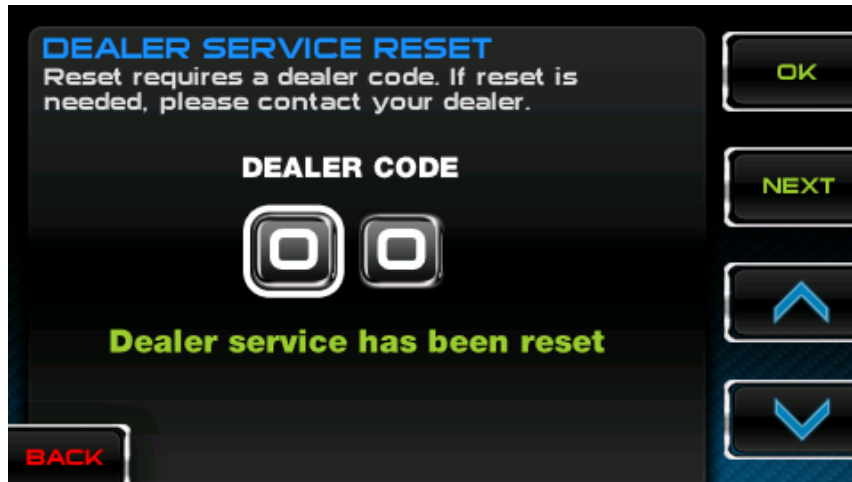 DEALER SERVICE RESET
Reset requires a dealer code. If reset is
needed, please contact your dealer.
DEALER CODE
0 0
Dealer service has been reset
OK
NEXT
BACK